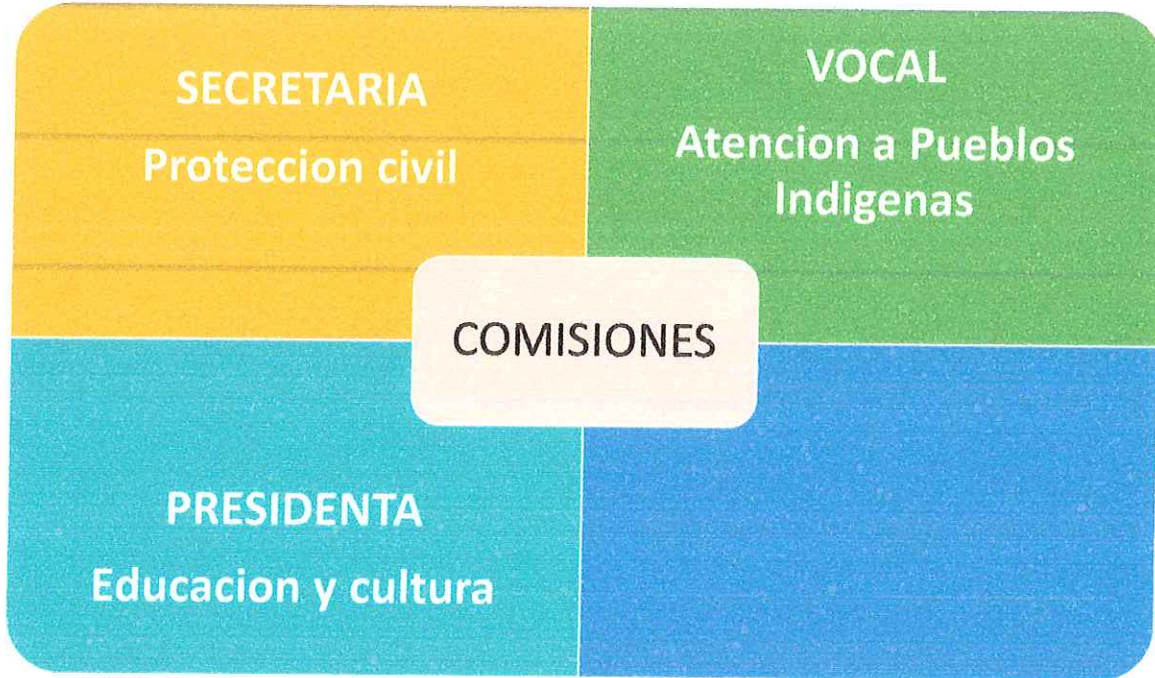 SECRETARIA
Proteccion civil
VOCAL
Atencion a Pueblos
Indigenas
COMISIONES
PRESIDENTA
Educacion y cultura